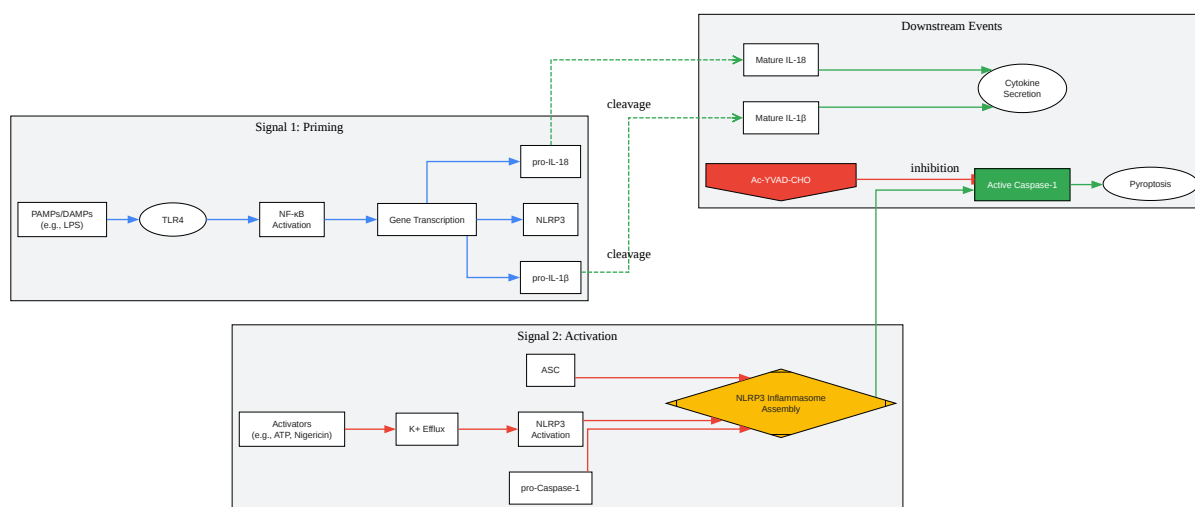 Downstream Events
Mature IL-18
Cytokine
Secretion
cleavage
Mature IL-1β
Signal 1: Priming
pro-IL-18
inhibition
Ac-YVAD-CHO
Active Caspase-1
Pyroptosis
PAMPs/DAMPs
(e.g., LPS)
TLR4
NF-κB
Activation
Gene Transcription
NLRP3
cleavage
pro-IL-1β
Signal 2: Activation
ASC
NLRP3 Inflammasome
Assembly
Activators
(e.g., ATP, Nigericin)
K+ Efflux
NLRP3
Activation
pro-Caspase-1